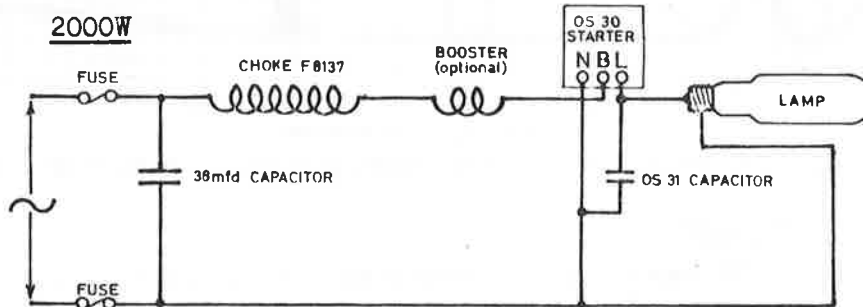 2000W
OS 30
STARTER
N B L
FUSE
CHOKE F8137
BOOSTER
(optional)
LAMP
38mfd CAPACITOR
OS 31 CAPACITOR
FUSE